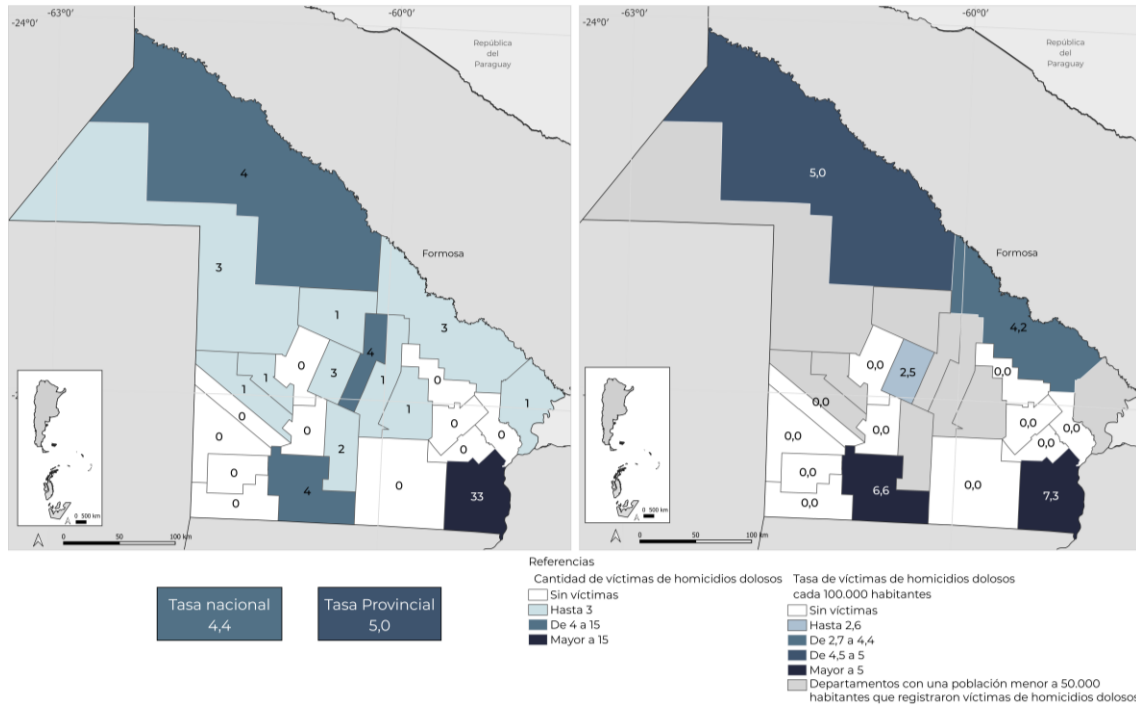 -63°0'
-60°0'
-24°0'
República
del
Paraguay
4
Formosa
3
1
3
4
0
3
1
0
1
1
1
1
0
0
0
0
0
2
0
0
4
0
33
0
0 500 km
0 50 100 km
-63°0'
-60°0'
-24°0'
República
del
Paraguay
5,0
Formosa
4,2
0,0
2,5
0,0
0,0
0,0
0,0
0,0
0,0
0,0
0,0
6,6
0,0
7,3
0,0
0 500 km
0 50 100 km
Tasa nacional
4,4
Tasa Provincial
5,0
Referencias
Cantidad de víctimas de homicidios dolosos
Sin víctimas
Hasta 3
De 4 a 15
Mayor a 15
Tasa de víctimas de homicidios dolosos
cada 100.000 habitantes
Sin víctimas
Hasta 2,6
De 2,7 a 4,4
De 4,5 a 5
Mayor a 5
Departamentos con una población menor a 50.000
habitantes que registraron víctimas de homicidios dolosos